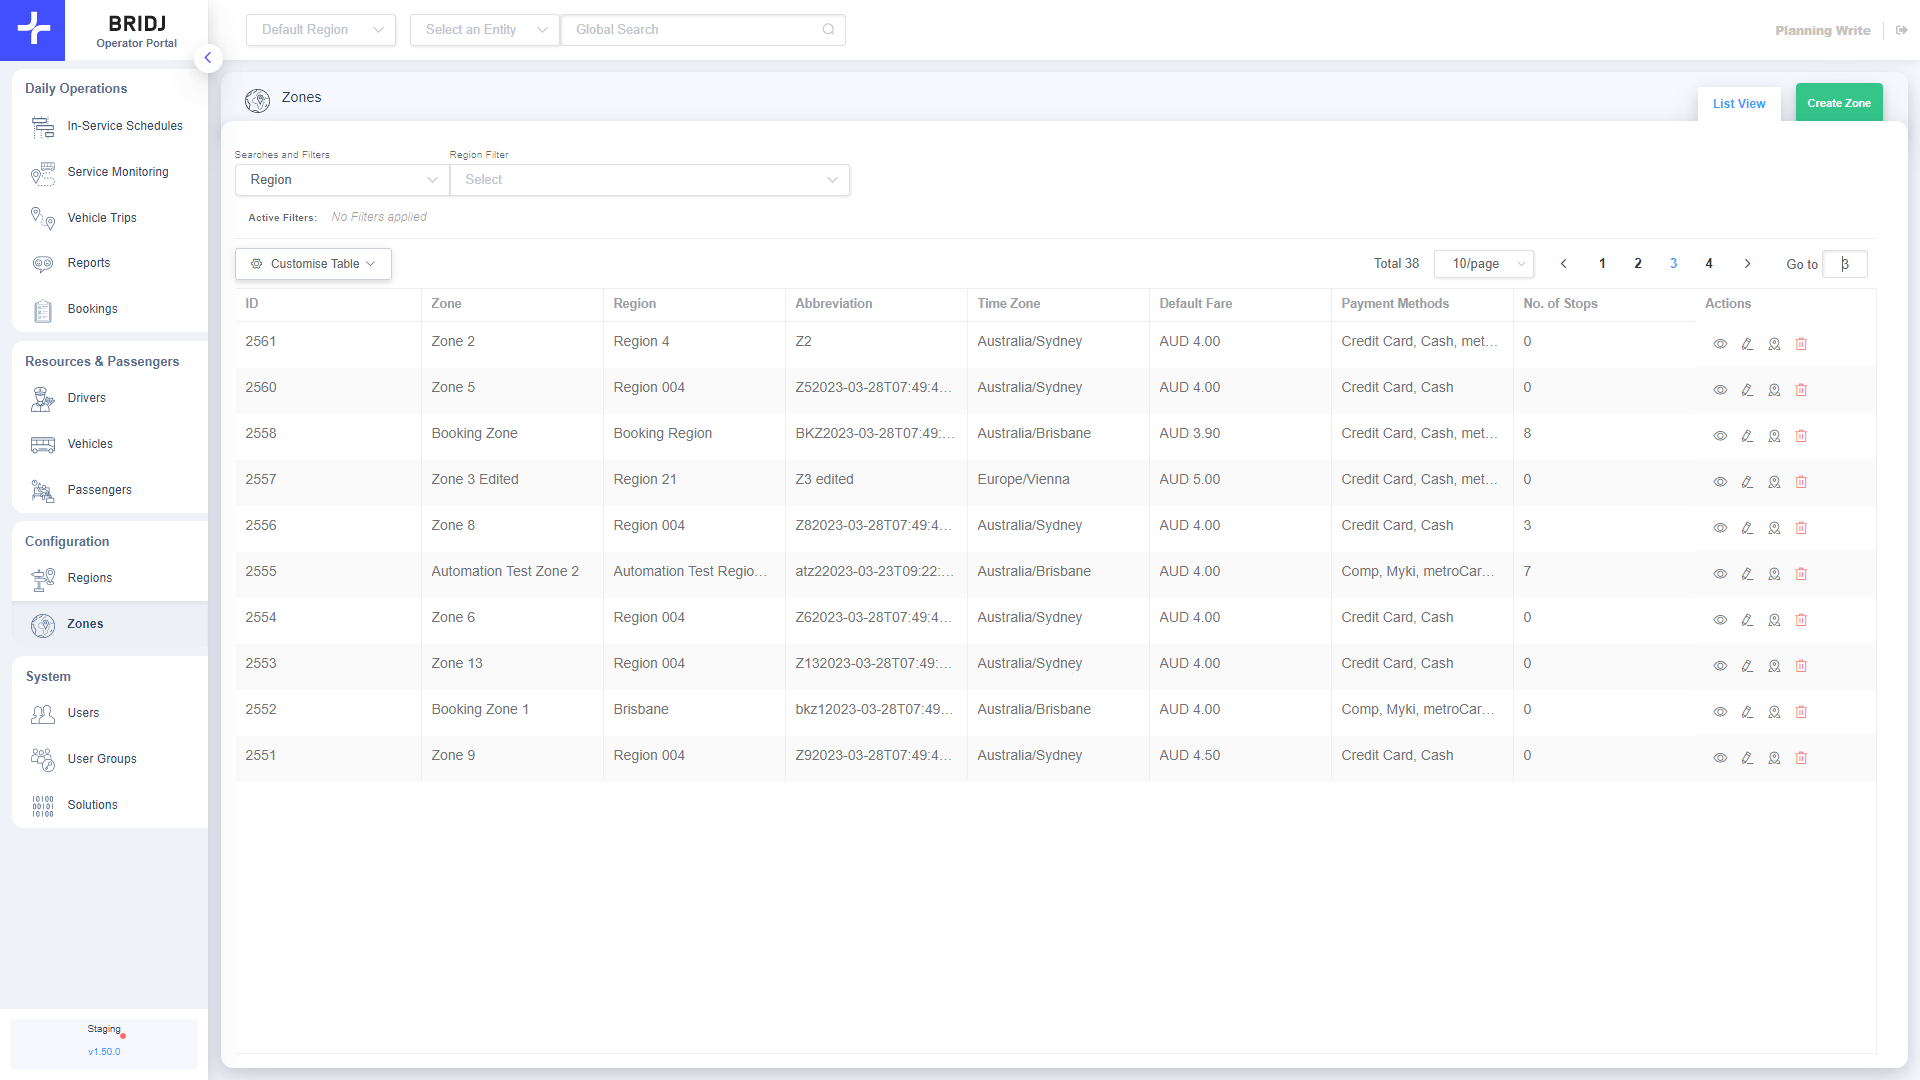 BRIDJ
Operator Portal
Default Region
Select an Entity
Global Search
Planning Write
Daily Operations
In-Service Schedules
Service Monitoring
Vehicle Trips
Reports
Bookings
Resources & Passengers
Drivers
Vehicles
Passengers
Configuration
Regions
Zones
System
Users
User Groups
10100
00101
10100
Solutions
Staging
v1.50.0
Zones
List View
Create Zone
Searches and Filters
Region Filter
Region
Select
Active Filters: No Filters applied
Customise Table
Total 38
10/page
1 2 3 4
Go to 3
ID Zone Region Abbreviation Time Zone Default Fare Payment Methods No. of Stops Actions
2561 Zone 2 Region 4 Z2 Australia/Sydney AUD 4.00 Credit Card, Cash, met... 0
2560 Zone 5 Region 004 Z52023-03-28T07:49:4... Australia/Sydney AUD 4.00 Credit Card, Cash 0
2558 Booking Zone Booking Region BKZ2023-03-28T07:49:... Australia/Brisbane AUD 3.90 Credit Card, Cash, met... 8
2557 Zone 3 Edited Region 21 Z3 edited Europe/Vienna AUD 5.00 Credit Card, Cash, met... 0
2556 Zone 8 Region 004 Z82023-03-28T07:49:4... Australia/Sydney AUD 4.00 Credit Card, Cash 3
2555 Automation Test Zone 2 Automation Test Regio... atz22023-03-23T09:22:... Australia/Brisbane AUD 4.00 Comp, Myki, metroCar... 7
2554 Zone 6 Region 004 Z62023-03-28T07:49:4... Australia/Sydney AUD 4.00 Credit Card, Cash 0
2553 Zone 13 Region 004 Z132023-03-28T07:49:... Australia/Sydney AUD 4.00 Credit Card, Cash 0
2552 Booking Zone 1 Brisbane bkz12023-03-28T07:49... Australia/Brisbane AUD 4.00 Comp, Myki, metroCar... 0
2551 Zone 9 Region 004 Z92023-03-28T07:49:4... Australia/Sydney AUD 4.50 Credit Card, Cash 0